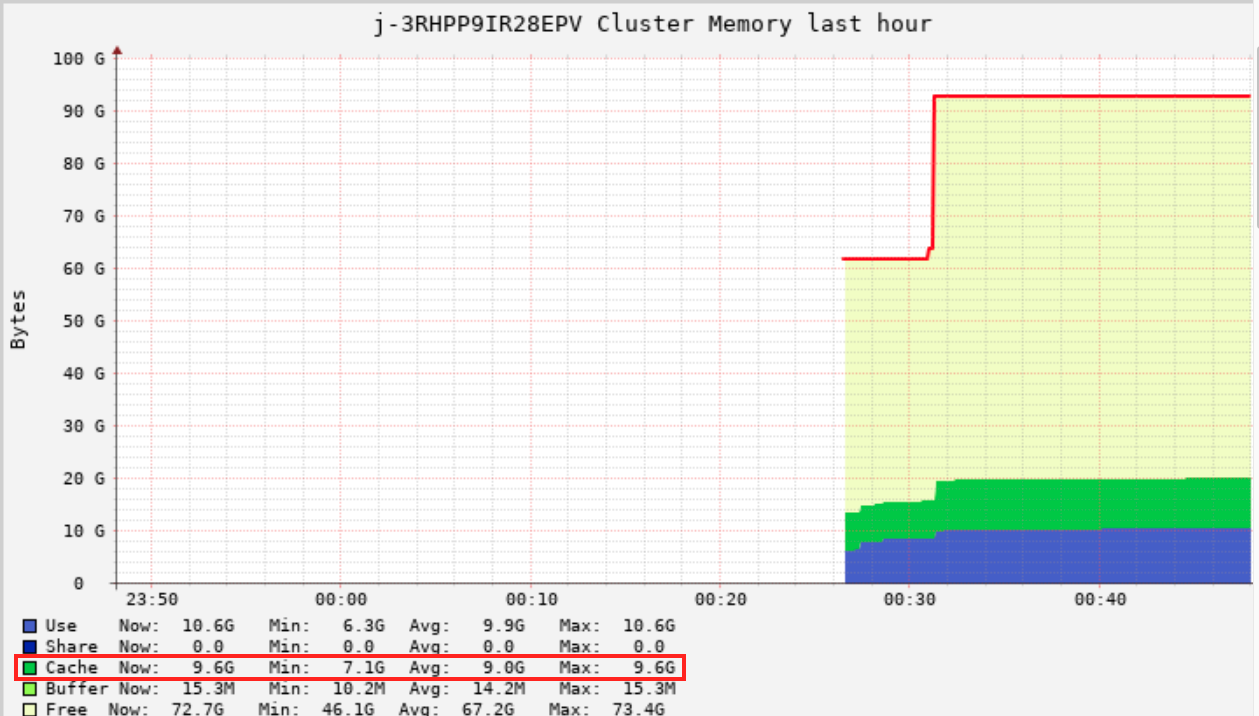 j-3RHPP9IR28EPV Cluster Memory last hour
100 G
90 G
80 G
70 G
60 G
50 G
40 G
30 G
20 G
10 G
0
Bytes
23:50 00:00 00:10 00:20 00:30 00:40
Use Now: 10.6G Min: 6.3G Avg: 9.9G Max: 10.6G
Share Now: 0.0 Min: 0.0 Avg: 0.0 Max: 0.0
Cache Now: 9.6G Min: 7.1G Avg: 9.0G Max: 9.6G
Buffer Now: 15.3M Min: 10.2M Avg: 14.2M Max: 15.3M
Free Now: 72.7G Min: 46.1G Avg: 67.2G Max: 73.4G